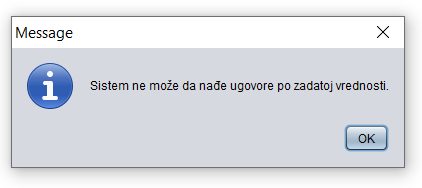 Message
Sistem ne može da nađe ugovore po zadatoj vrednosti.
OK